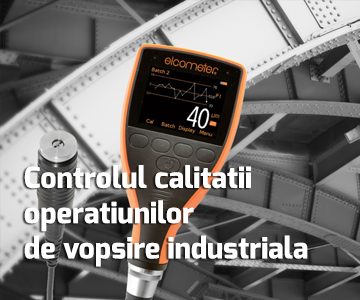 elcometer
Batch 2
40
µm
Cal Batch Display Menu
Controlul calitatii
operatiunilor
de vopsire industriala